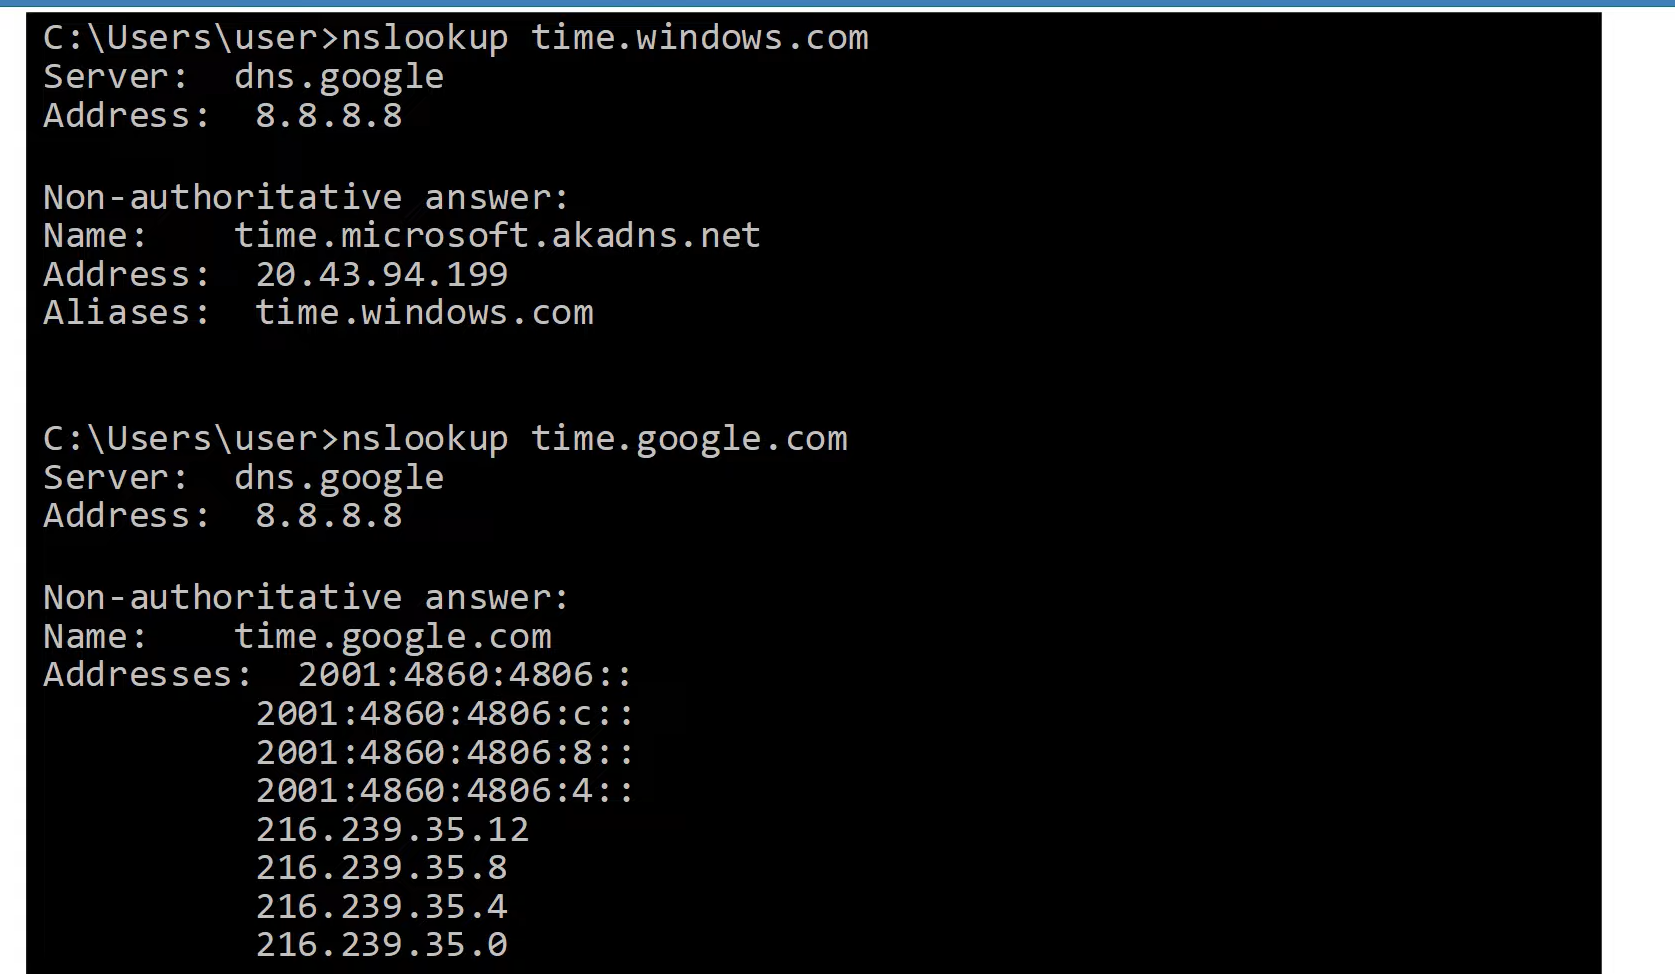 C:\Users\user>nslookup time.windows.com
Server:  dns.google
Address:  8.8.8.8
Non-authoritative answer:
Name:    time.microsoft.akadns.net
Address:  20.43.94.199
Aliases:  time.windows.com
C:\Users\user>nslookup time.google.com
Server:  dns.google
Address:  8.8.8.8
Non-authoritative answer:
Name:    time.google.com
Addresses:  2001:4860:4806::
2001:4860:4806:c::
2001:4860:4806:8::
2001:4860:4806:4::
216.239.35.12
216.239.35.8
216.239.35.4
216.239.35.0